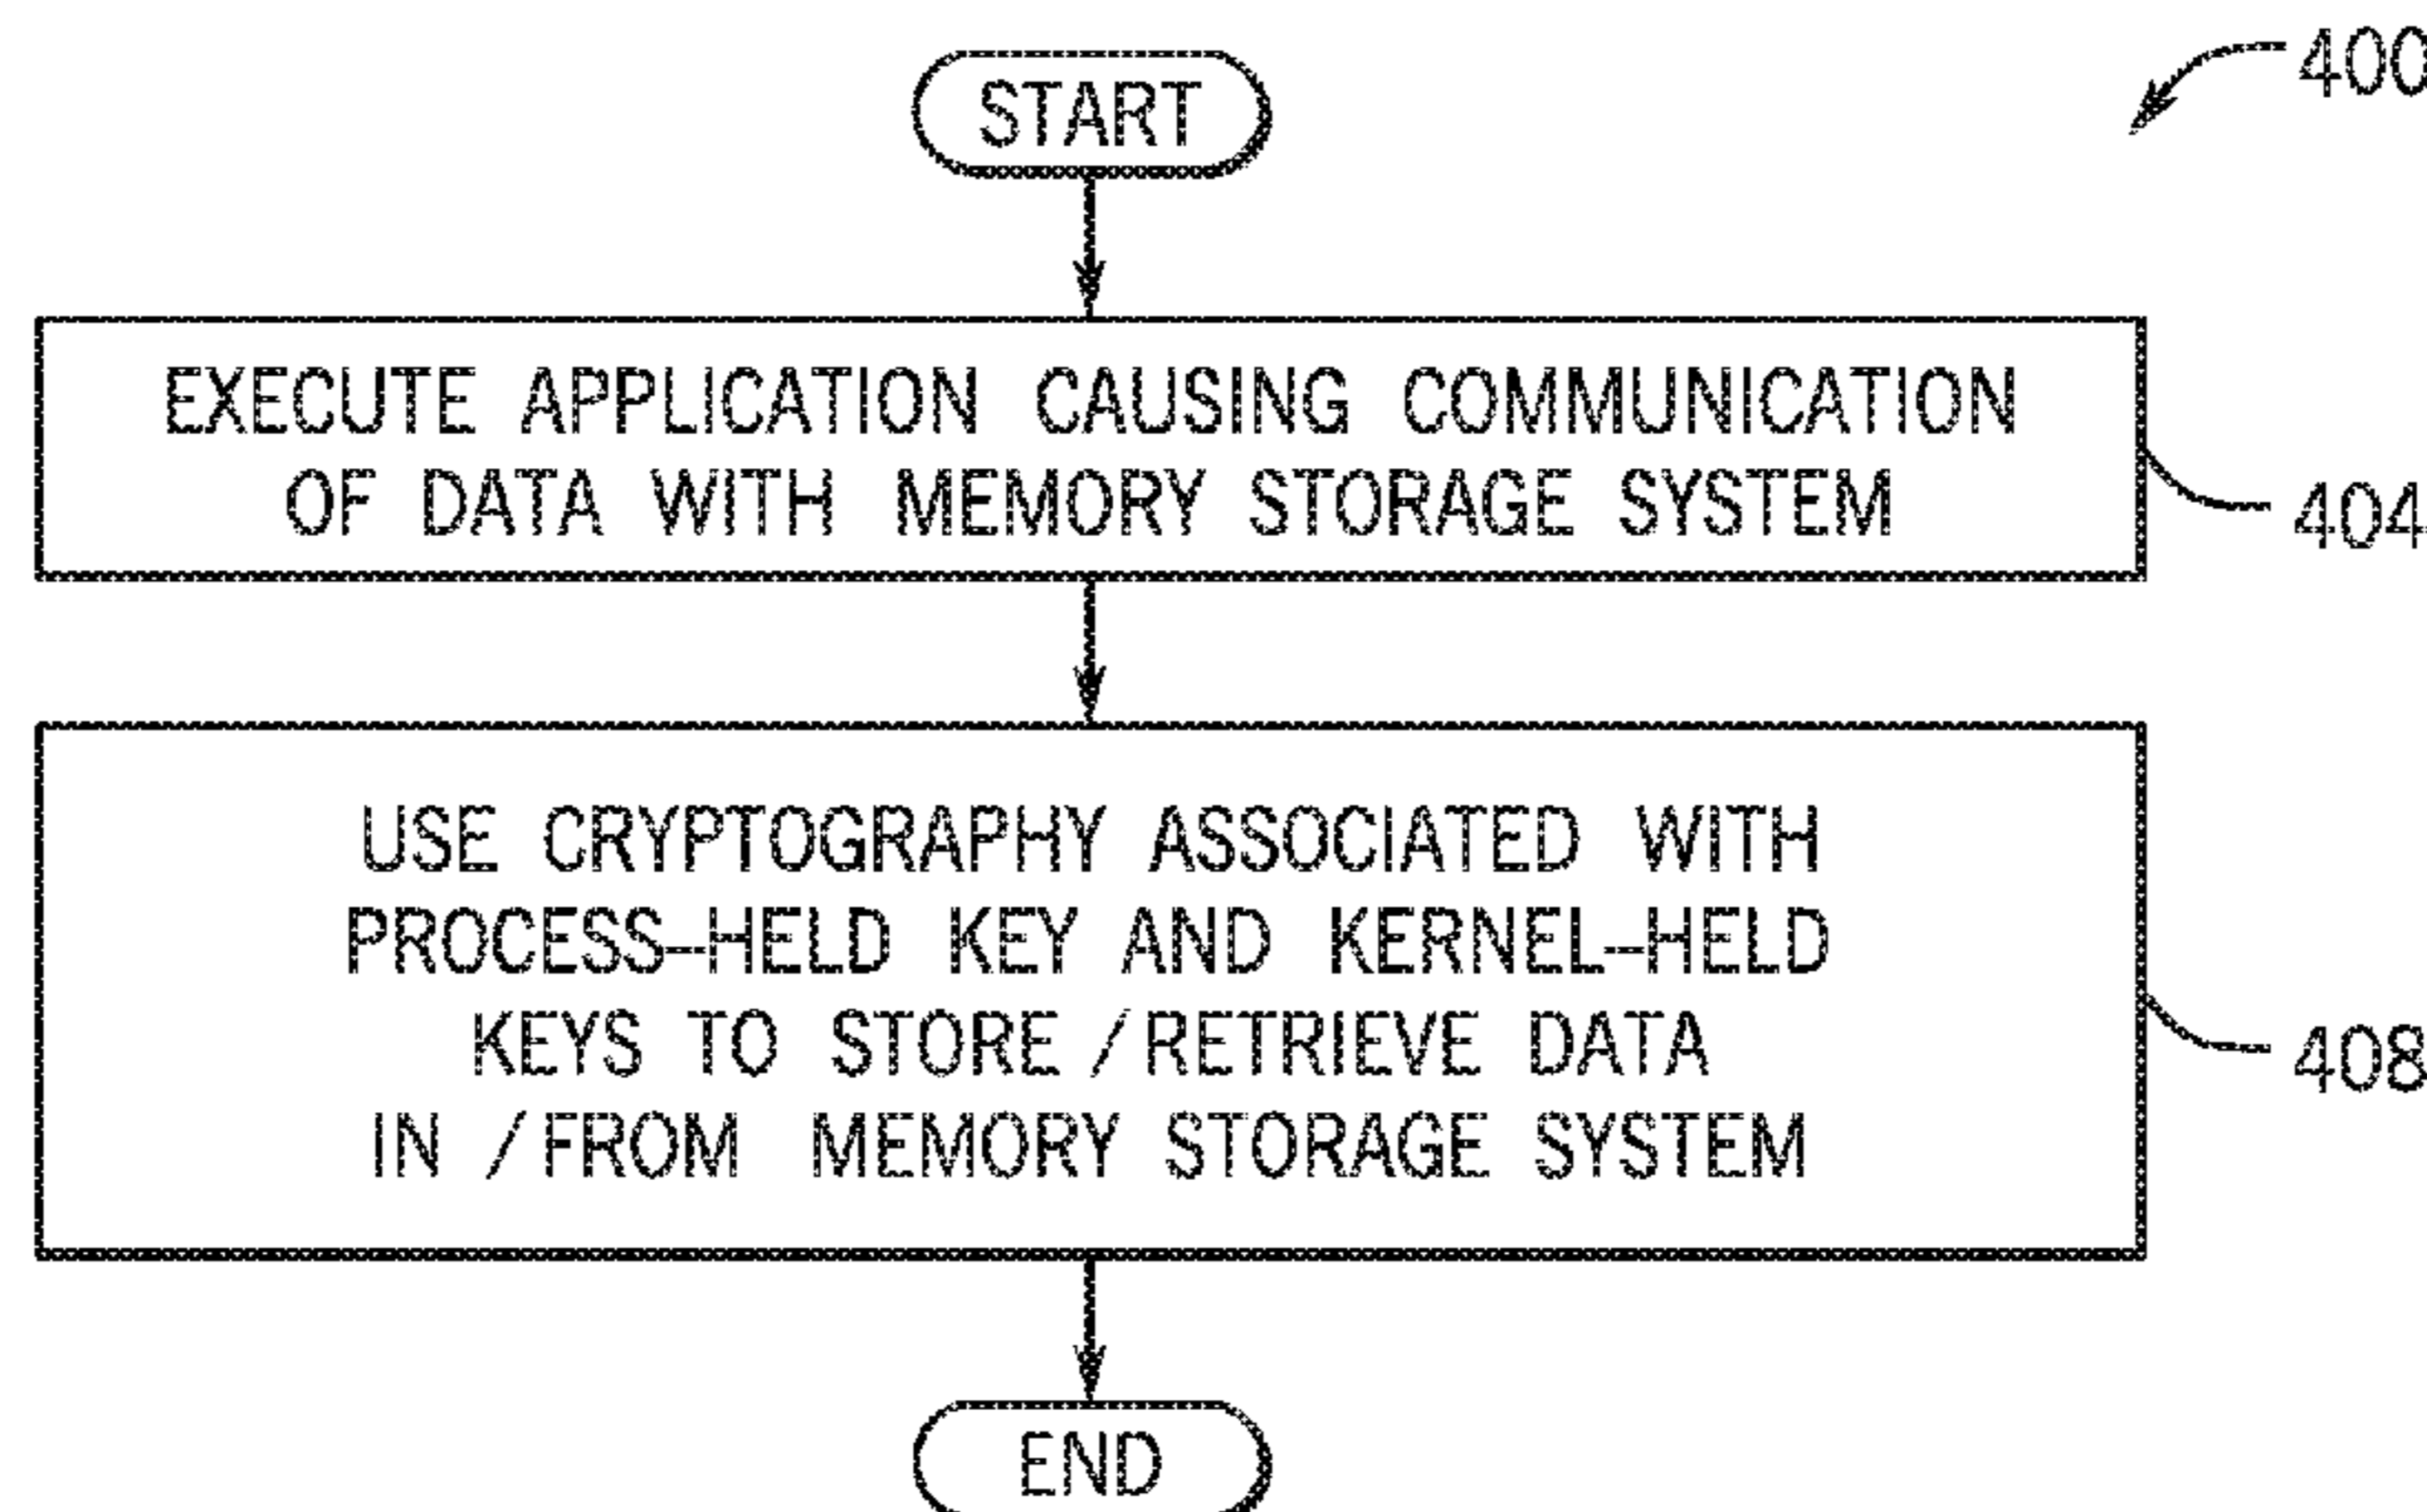 START
400
EXECUTE APPLICATION CAUSING COMMUNICATION
OF DATA WITH MEMORY STORAGE SYSTEM
404
USE CRYPTOGRAPHY ASSOCIATED WITH
PROCESS-HELD KEY AND KERNEL-HELD
KEYS TO STORE/RETRIEVE DATA
IN/FROM MEMORY STORAGE SYSTEM
408
END